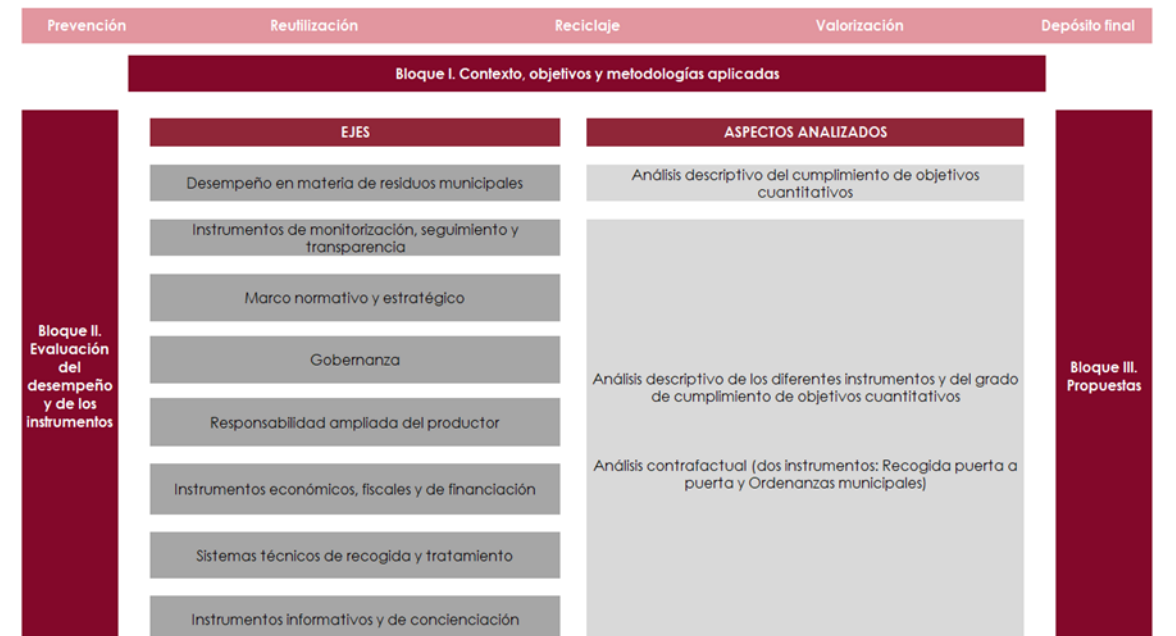 Prevención Reutilización Reciclaje Valorización Depósito final
Bloque I. Contexto, objetivos y metodologías aplicadas
Bloque II.
Evaluación
del
desempeño
y de los
instrumentos
EJES
Desempeño en materia de residuos municipales
Instrumentos de monitorización, seguimiento y
transparencia
Marco normativo y estratégico
Gobernanza
Responsabilidad ampliada del productor
Instrumentos económicos, fiscales y de financiación
Sistemas técnicos de recogida y tratamiento
Instrumentos informativos y de concienciación
ASPECTOS ANALIZADOS
Análisis descriptivo del cumplimiento de objetivos
cuantitativos
Análisis descriptivo de los diferentes instrumentos y del grado
de cumplimiento de objetivos cuantitativos
Análisis contrafactual (dos instrumentos: Recogida puerta a
puerta y Ordenanzas municipales)
Bloque III.
Propuestas